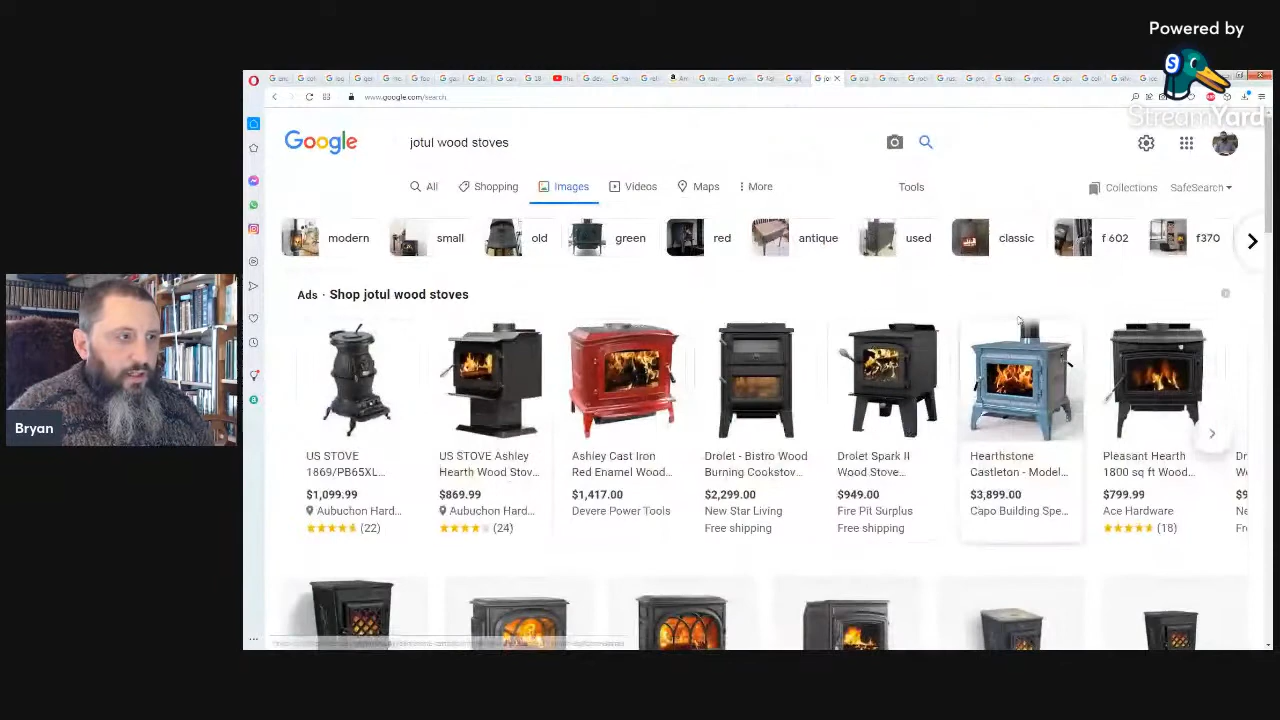 Powered by
StreamYard
S
www.google.com/search
Google
jotul wood stoves
All
Shopping
Images
Videos
Maps
More
Tools
Collections
SafeSearch
modern
small
old
green
red
antique
used
classic
f 602
f370
Ads · Shop jotul wood stoves
US STOVE
1869/PB65XL...
$1,099.99
Aubuchon Hard...
(22)
US STOVE Ashley
Hearth Wood Stov...
$869.99
Aubuchon Hard...
(24)
Ashley Cast Iron
Red Enamel Wood...
$1,417.00
Devere Power Tools
Drolet - Bistro Wood
Burning Cookstov...
$2,299.00
New Star Living
Free shipping
Drolet Spark II
Wood Stove...
$949.00
Fire Pit Surplus
Free shipping
Hearthstone
Castleton - Model...
$3,899.00
Capo Building Spe...
Pleasant Hearth
1800 sq ft Wood...
$799.99
Ace Hardware
(18)
Bryan